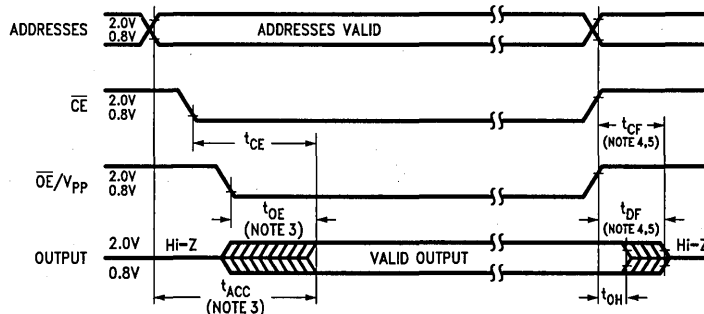 ADDRESSES 2.0V 0.8V ADDRESSES VALID
CE 2.0V 0.8V
tCE
tCF
(NOTE 4,5)
OE/VPP 2.0V 0.8V
tOE
(NOTE 3)
tDF
(NOTE 4,5)
OUTPUT 2.0V 0.8V Hi-Z VALID OUTPUT Hi-Z
tACC
(NOTE 3)
tOH